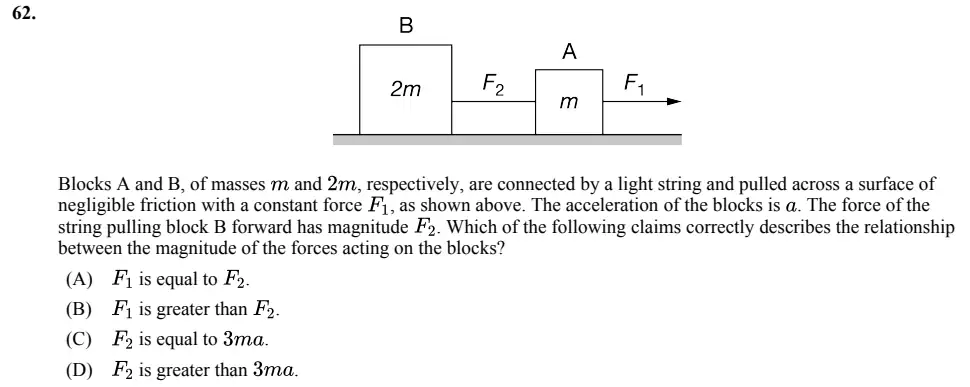 62.
B
A
2m
F₂
m
F₁
Blocks A and B, of masses m and 2m, respectively, are connected by a light string and pulled across a surface of
negligible friction with a constant force F₁, as shown above. The acceleration of the blocks is a. The force of the
string pulling block B forward has magnitude F₂. Which of the following claims correctly describes the relationship
between the magnitude of the forces acting on the blocks?
(A) F₁ is equal to F₂.
(B) F₁ is greater than F₂.
(C) F₂ is equal to 3ma.
(D) F₂ is greater than 3ma.